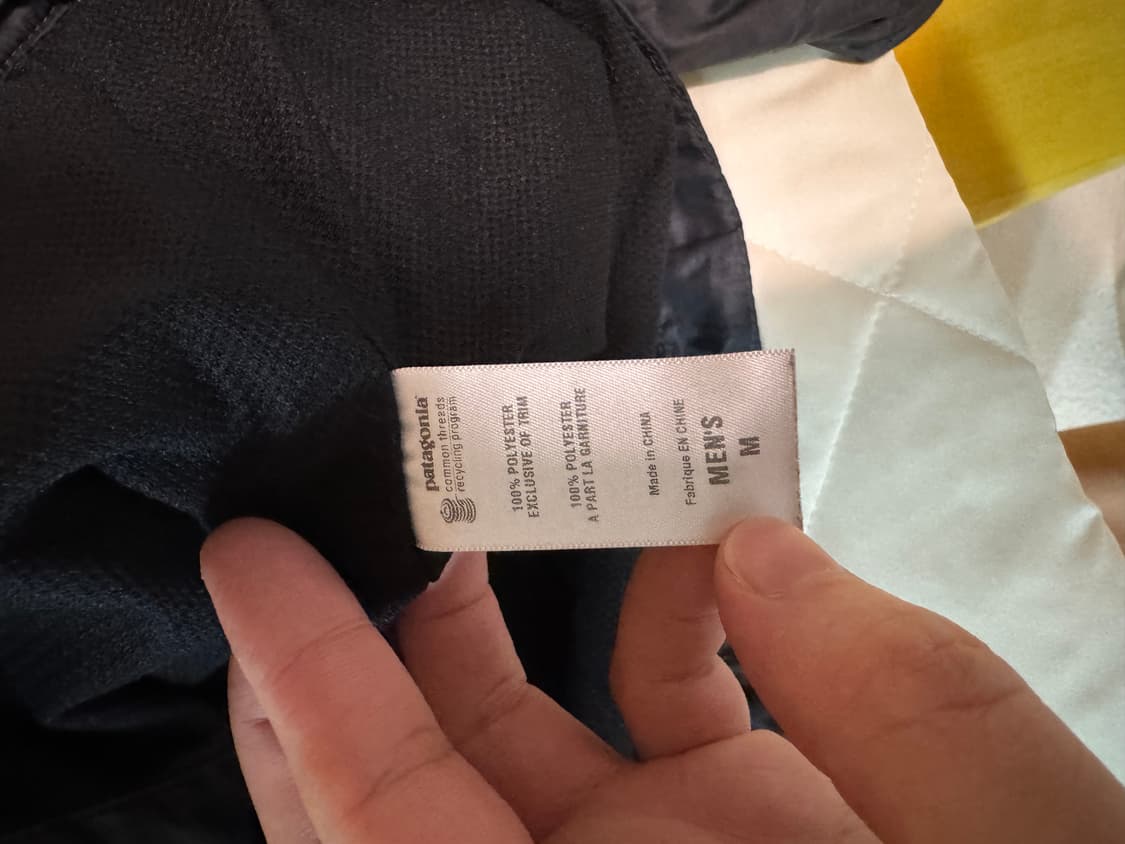 patagonia
common threads
recycling program
100% POLYESTER
EXCLUSIVE OF TRIM
100% POLYESTER
A PART LA GARNITURE
Made in CHINA
Fabrique EN CHINE
MEN'S
M